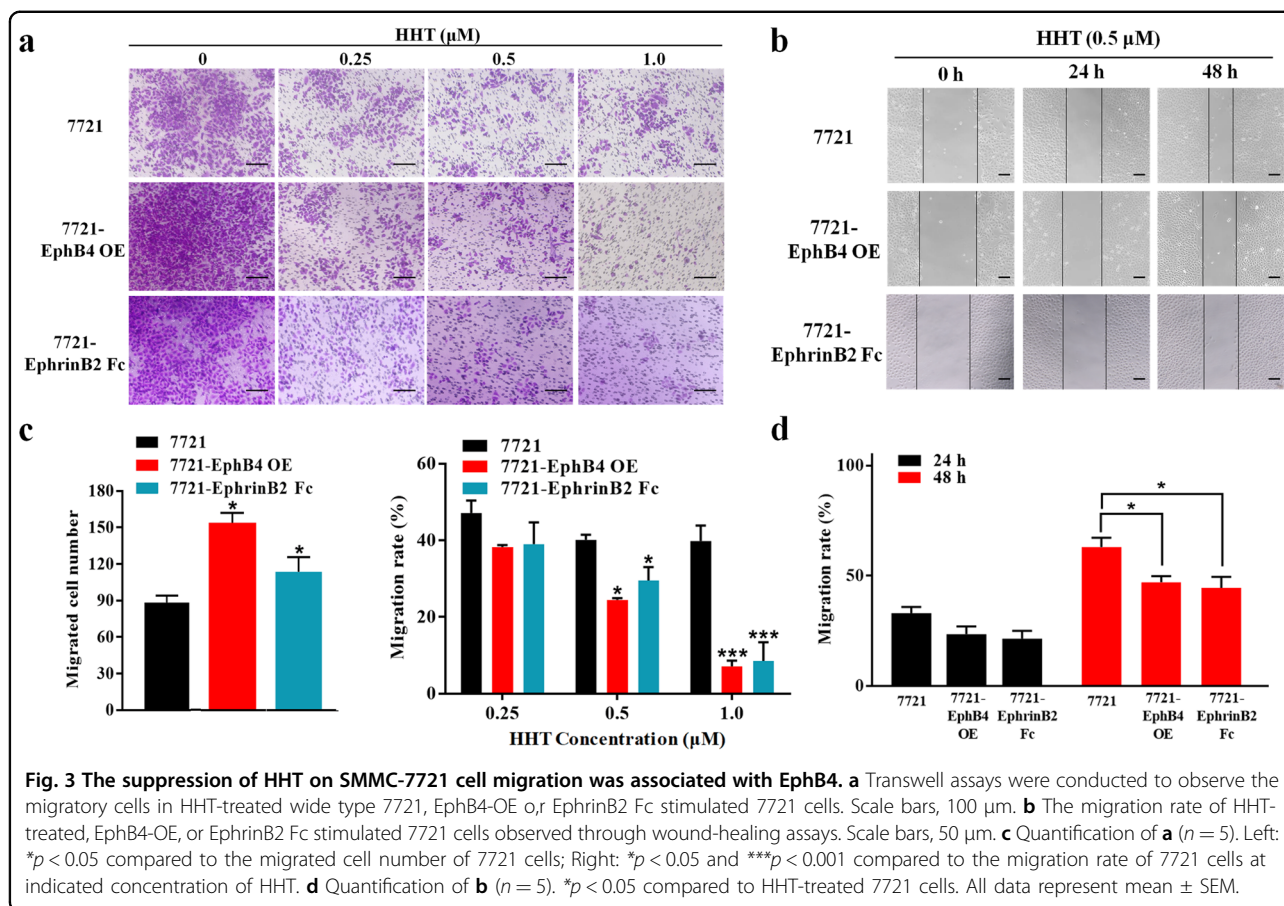 a
HHT (μM)
0 0.25 0.5 1.0
7721
7721-
EphB4 OE
7721-
EphrinB2 Fc
b
HHT (0.5 μM)
0 h 24 h 48 h
7721
7721-
EphB4 OE
7721-
EphrinB2 Fc
c
7721
7721-EphB4 OE
7721-EphrinB2 Fc
Migrated cell number
180
150
120
90
60
30
0
*
*
7721
7721-EphB4 OE
7721-EphrinB2 Fc
Migration rate (%)
60
40
20
0
*
*
***
***
0.25 0.5 1.0
HHT Concentration (μM)
d
24 h
48 h
Migration rate (%)
100
50
0
*
*
7721 7721- 7721- 7721 7721- 7721-
EphB4 EphrinB2 EphB4 EphrinB2
OE Fc OE Fc
Fig. 3 The suppression of HHT on SMMC-7721 cell migration was associated with EphB4. a Transwell assays were conducted to observe the
migratory cells in HHT-treated wide type 7721, EphB4-OE o,r EphrinB2 Fc stimulated 7721 cells. Scale bars, 100 μm. b The migration rate of HHT-
treated, EphB4-OE, or EphrinB2 Fc stimulated 7721 cells observed through wound-healing assays. Scale bars, 50 μm. c Quantification of a (n = 5). Left:
*p < 0.05 compared to the migrated cell number of 7721 cells; Right: *p < 0.05 and ***p < 0.001 compared to the migration rate of 7721 cells at
indicated concentration of HHT. d Quantification of b (n = 5). *p < 0.05 compared to HHT-treated 7721 cells. All data represent mean ± SEM.